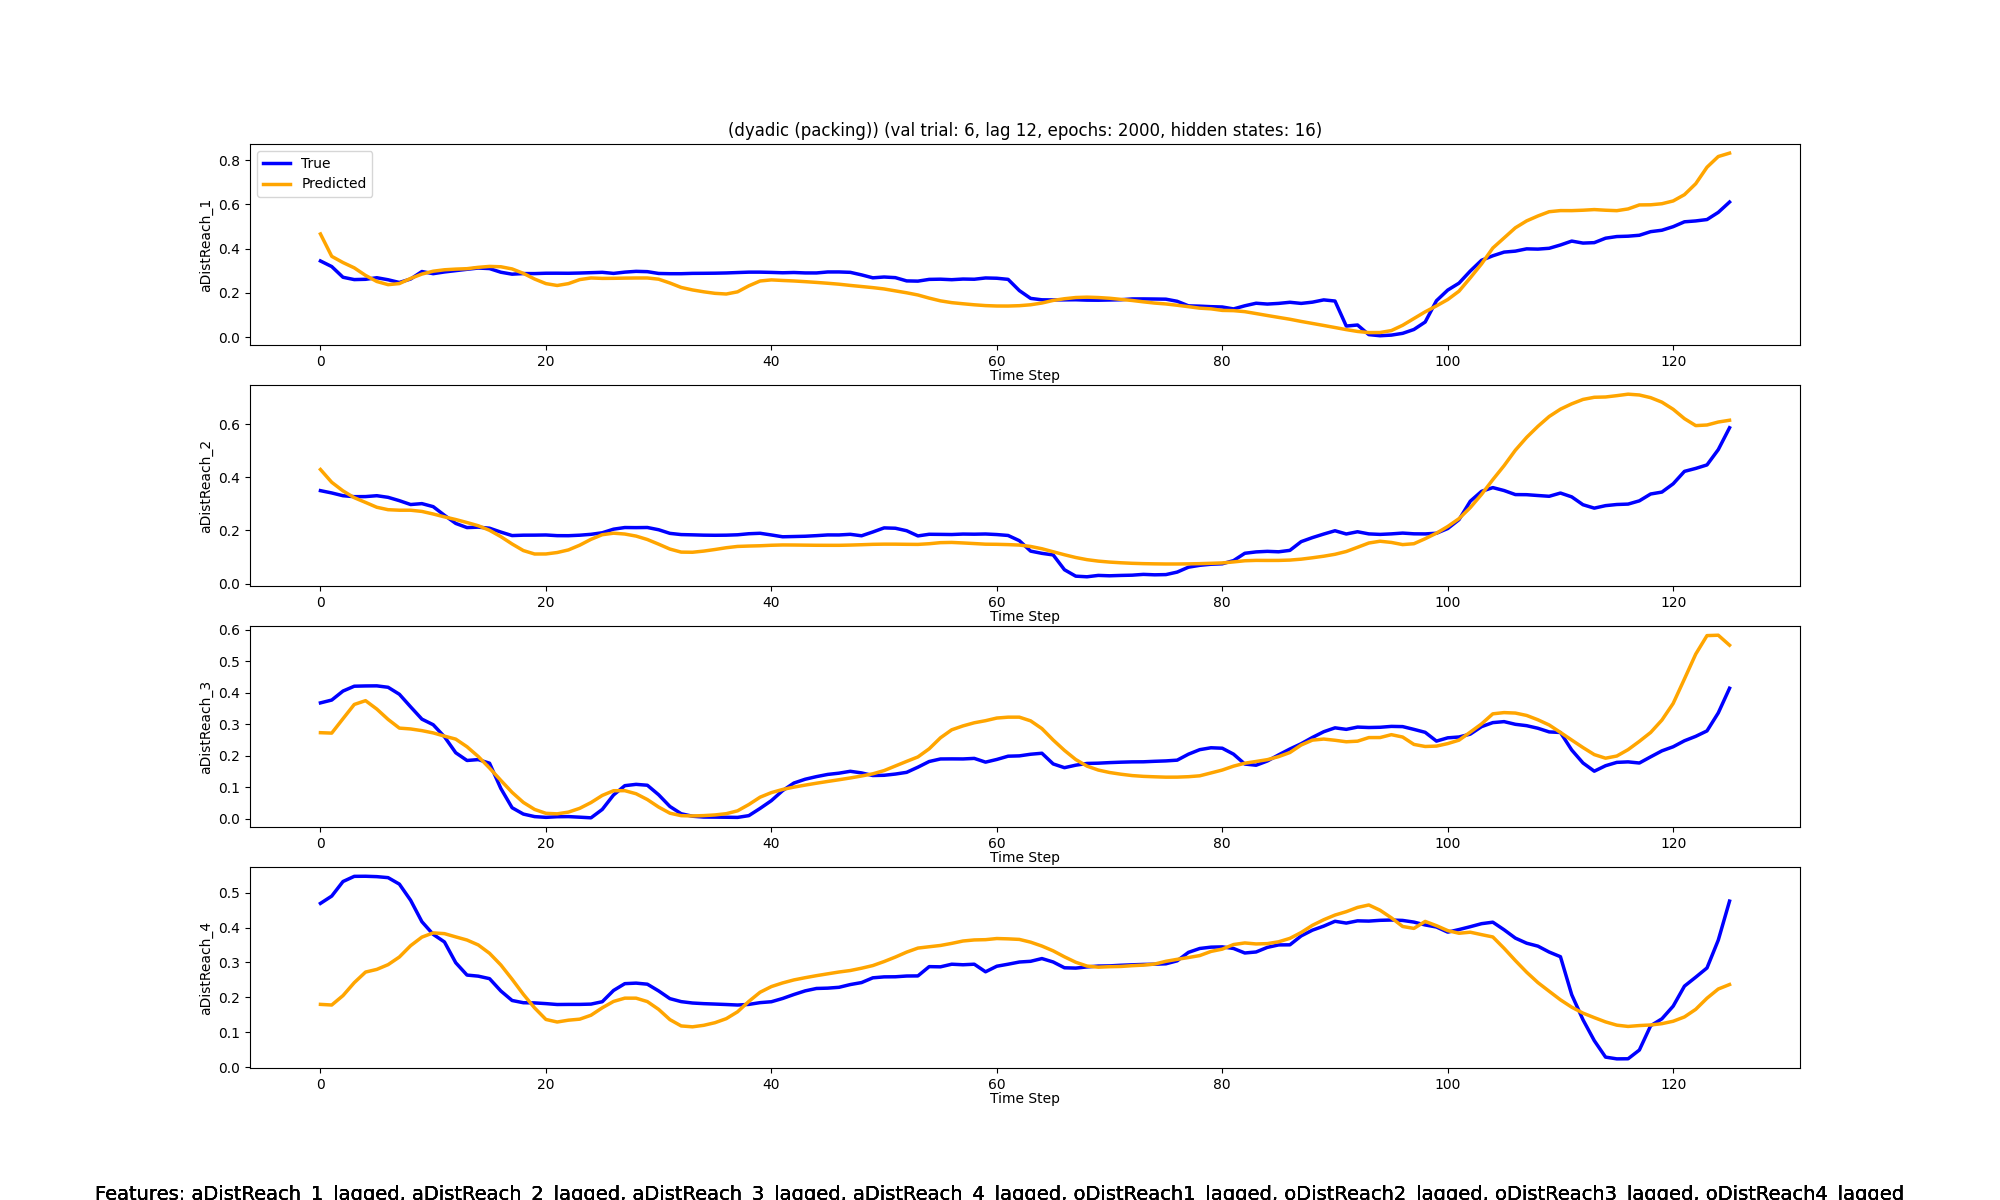 (dyadic (packing)) (val trial: 6, lag 12, epochs: 2000, hidden states: 16)
True
Predicted
aDistReach_1
0.8
0.6
0.4
0.2
0.0
0 20 40 60 80 100 120
Time Step
aDistReach_2
0.6
0.4
0.2
0.0
0 20 40 60 80 100 120
Time Step
aDistReach_3
0.6
0.5
0.4
0.3
0.2
0.1
0.0
0 20 40 60 80 100 120
Time Step
aDistReach_4
0.5
0.4
0.3
0.2
0.1
0.0
0 20 40 60 80 100 120
Time Step
Features: aDistReach_1_lagged, aDistReach_2_lagged, aDistReach_3_lagged, aDistReach_4_lagged, oDistReach1_lagged, oDistReach2_lagged, oDistReach3_lagged, oDistReach4_lagged